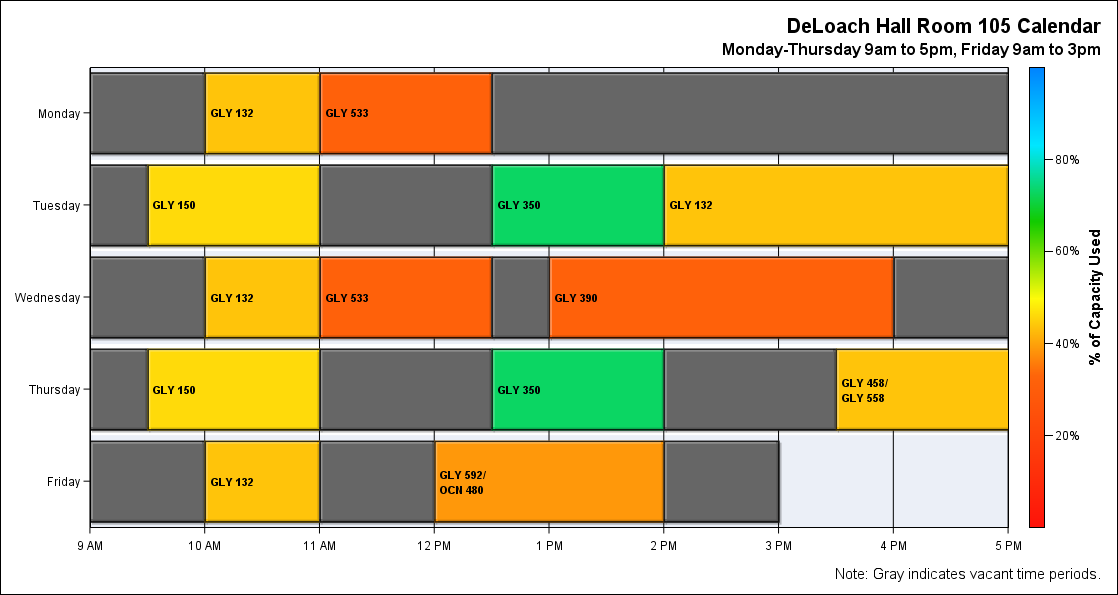 DeLoach Hall Room 105 Calendar
Monday-Thursday 9am to 5pm, Friday 9am to 3pm
Monday
GLY 132
GLY 533
Tuesday
GLY 150
GLY 350
GLY 132
Wednesday
GLY 132
GLY 533
GLY 390
Thursday
GLY 150
GLY 350
GLY 458/
GLY 558
Friday
GLY 132
GLY 592/
OCN 480
9 AM
10 AM
11 AM
12 PM
1 PM
2 PM
3 PM
4 PM
5 PM
80%
60%
40%
20%
% of Capacity Used
Note: Gray indicates vacant time periods.